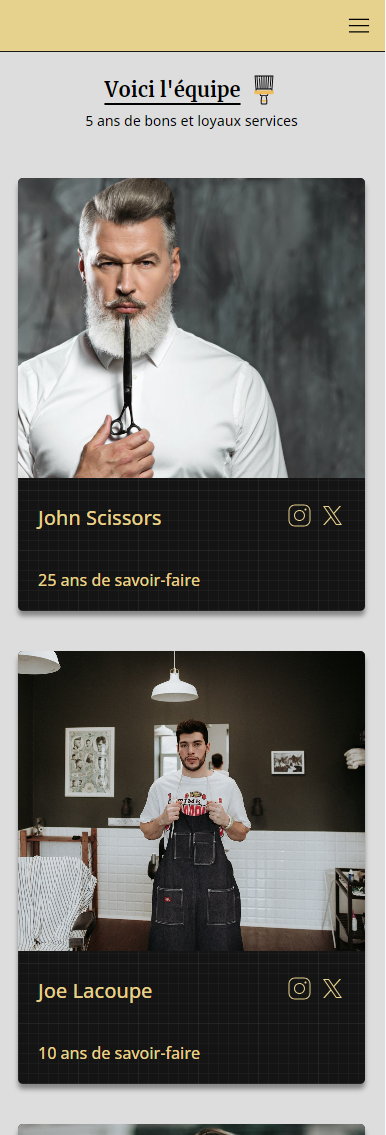 Voici l'équipe
5 ans de bons et loyaux services
John Scissors
25 ans de savoir-faire
Joe Lacoupe
10 ans de savoir-faire